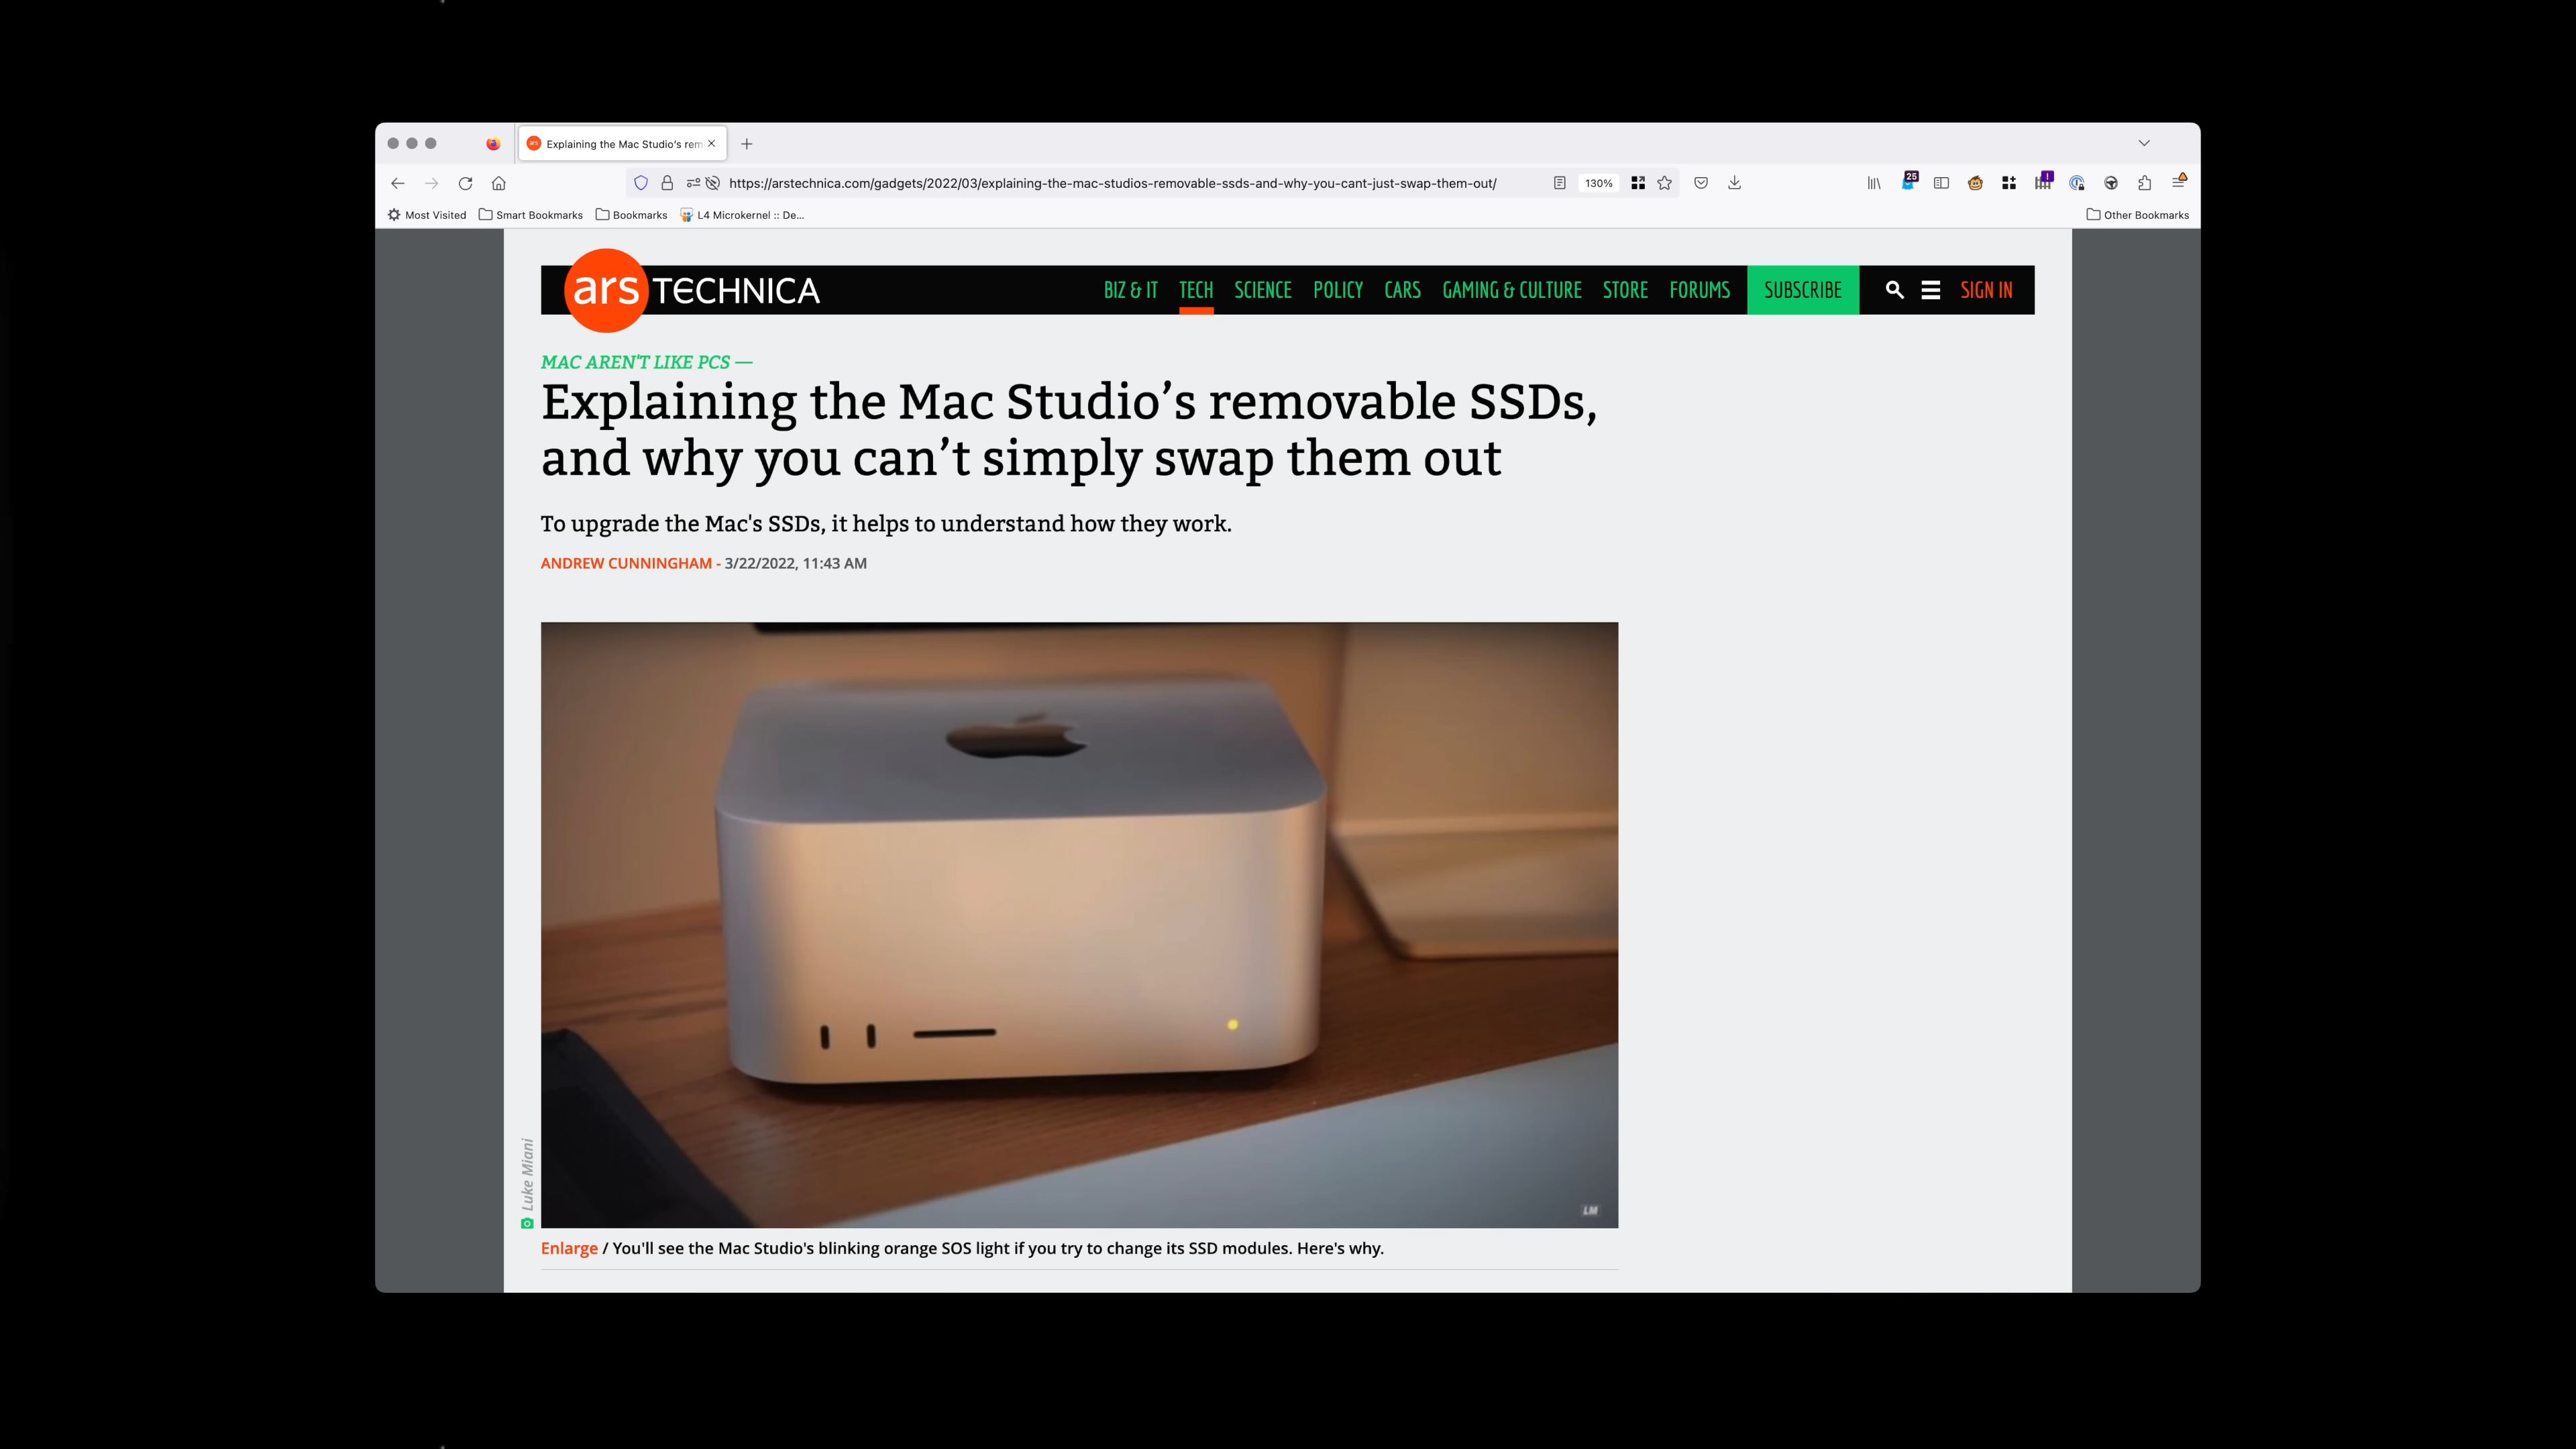 Explaining the Mac Studio's rem
https://arstechnica.com/gadgets/2022/03/explaining-the-mac-studios-removable-ssds-and-why-you-cant-just-swap-them-out/
130%
25
!
Most Visited
Smart Bookmarks
Bookmarks
L4 Microkernel :: De...
Other Bookmarks
ars TECHNICA
BIZ & IT TECH SCIENCE POLICY CARS GAMING & CULTURE STORE FORUMS SUBSCRIBE SIGN IN
MAC AREN'T LIKE PCS —
Explaining the Mac Studio’s removable SSDs,
and why you can’t simply swap them out
To upgrade the Mac's SSDs, it helps to understand how they work.
ANDREW CUNNINGHAM - 3/22/2022, 11:43 AM
Luke Miani
LM
Enlarge / You'll see the Mac Studio's blinking orange SOS light if you try to change its SSD modules. Here's why.